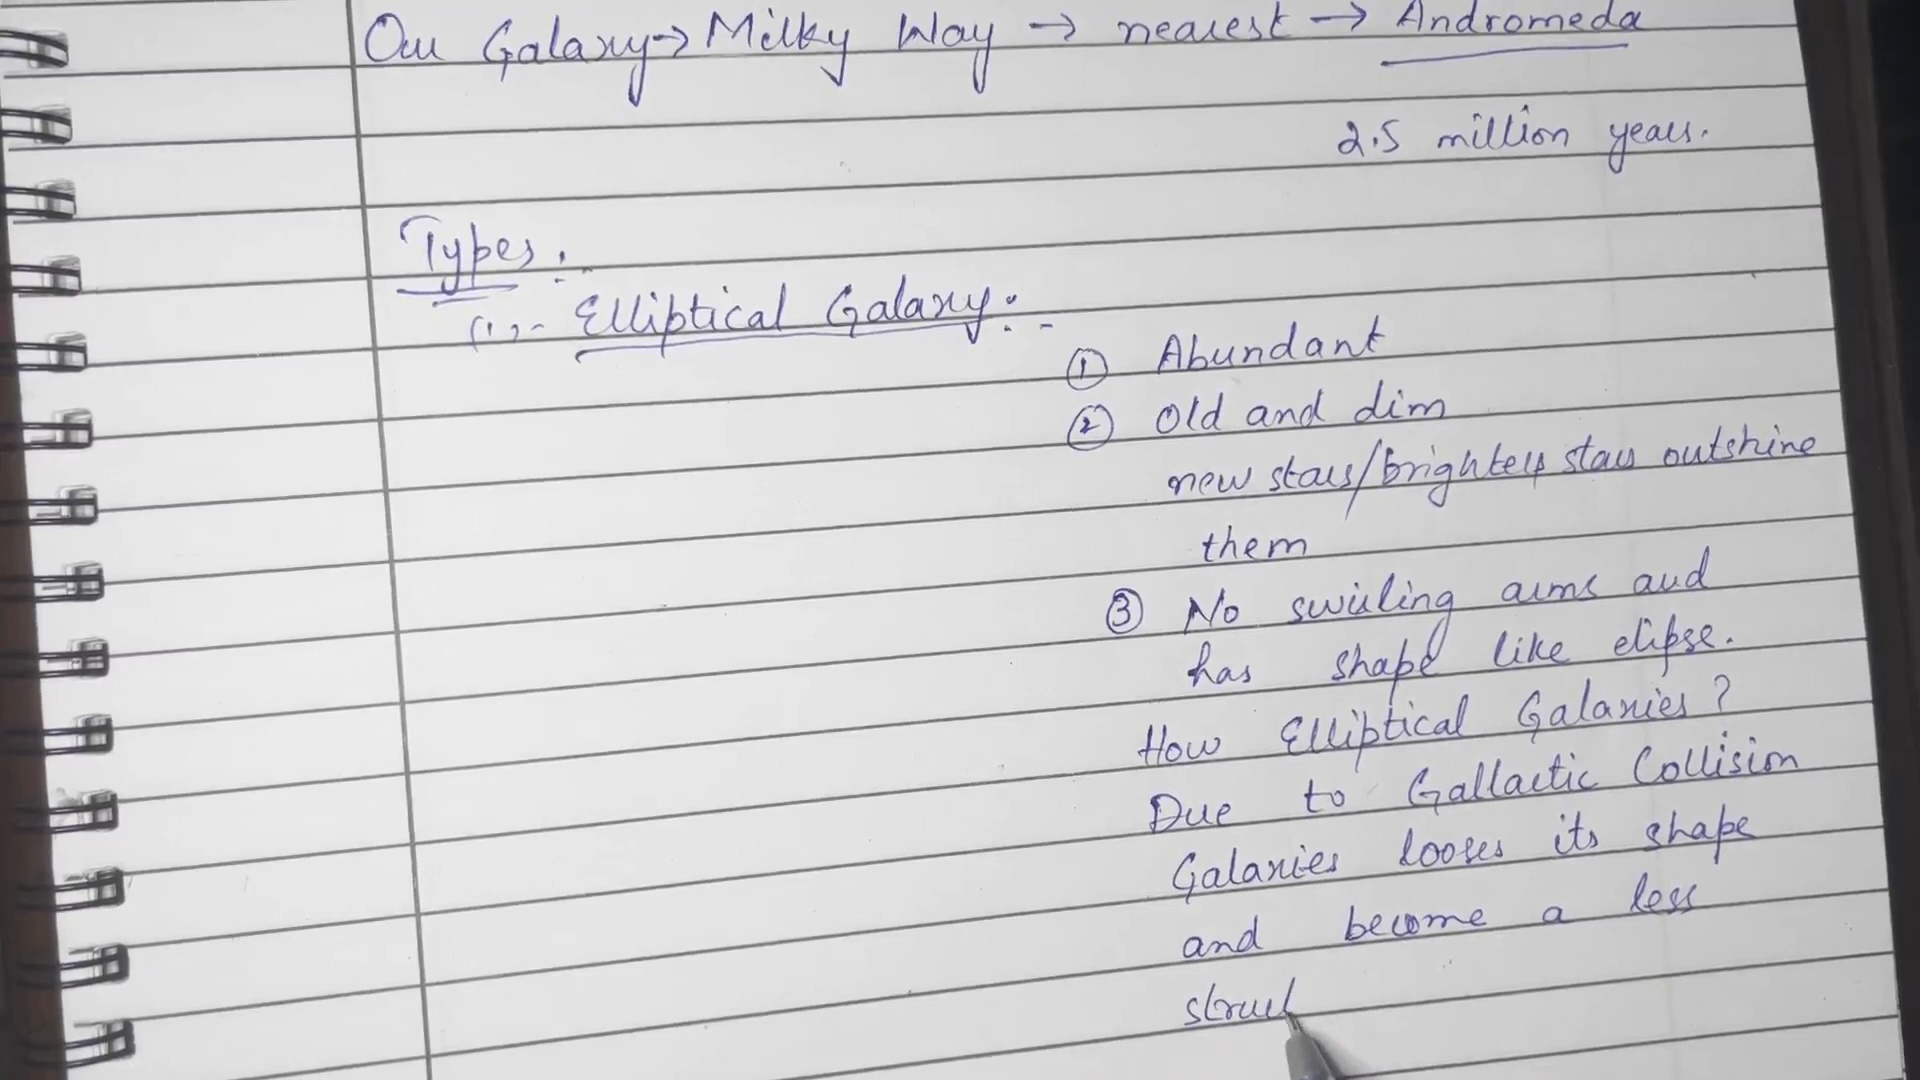 Our Galaxy → Milky Way → nearest → Andromeda
2.5 million years.
Types :-
(1)- Elliptical Galaxy :-
① Abundant
② Old and dim
new stars/brighters stars outshine
them
③ No swirling arms and
has shape like elipse.
How Elliptical Galaxies?
Due to Gallactic Collision
Galaxies looses its shape
and become a less
struct